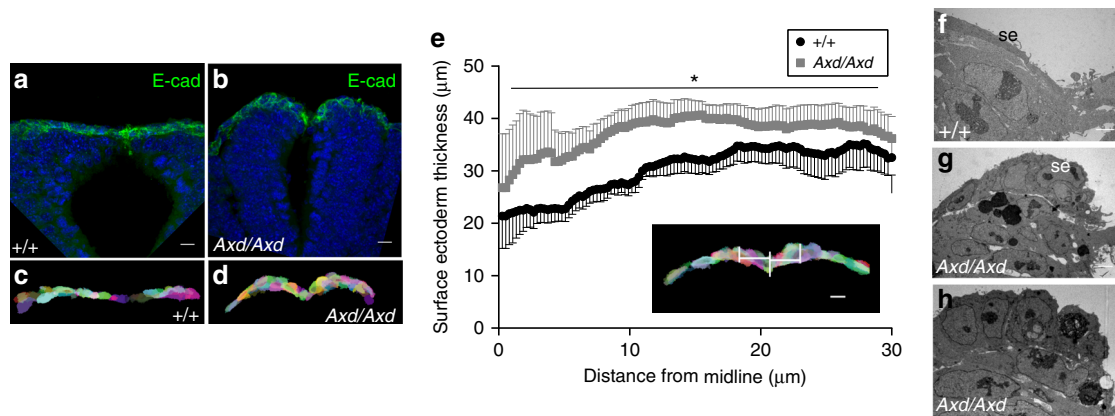 a
E-cad
+/+
b
E-cad
Axd/Axd
c
+/+
d
Axd/Axd
e
+/+
Axd/Axd
*
Surface ectoderm thickness (μm)
60
50
40
30
20
10
0
0
10
20
30
Distance from midline (μm)
f
se
+/+
g
se
Axd/Axd
h
Axd/Axd